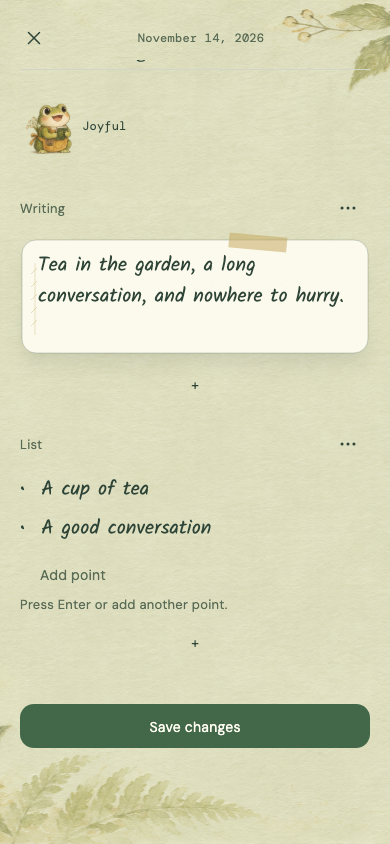 November 14, 2026
Joyful
Writing
Tea in the garden, a long
conversation, and nowhere to hurry.
+
List
• A cup of tea
• A good conversation
Add point
Press Enter or add another point.
+
Save changes